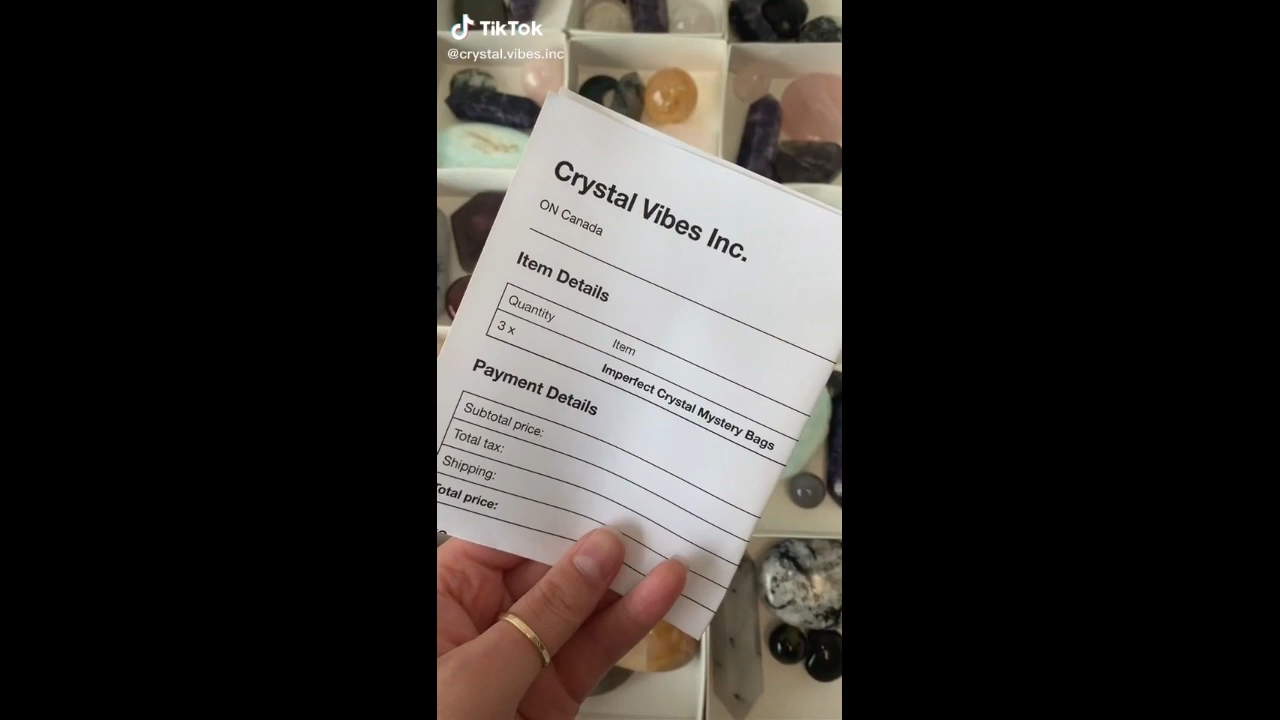 TikTok
@crystal.vibes.inc
Crystal Vibes Inc.
ON Canada
Item Details
Quantity Item
3 x Imperfect Crystal Mystery Bags
Payment Details
Subtotal price:
Total tax:
Shipping:
Total price: